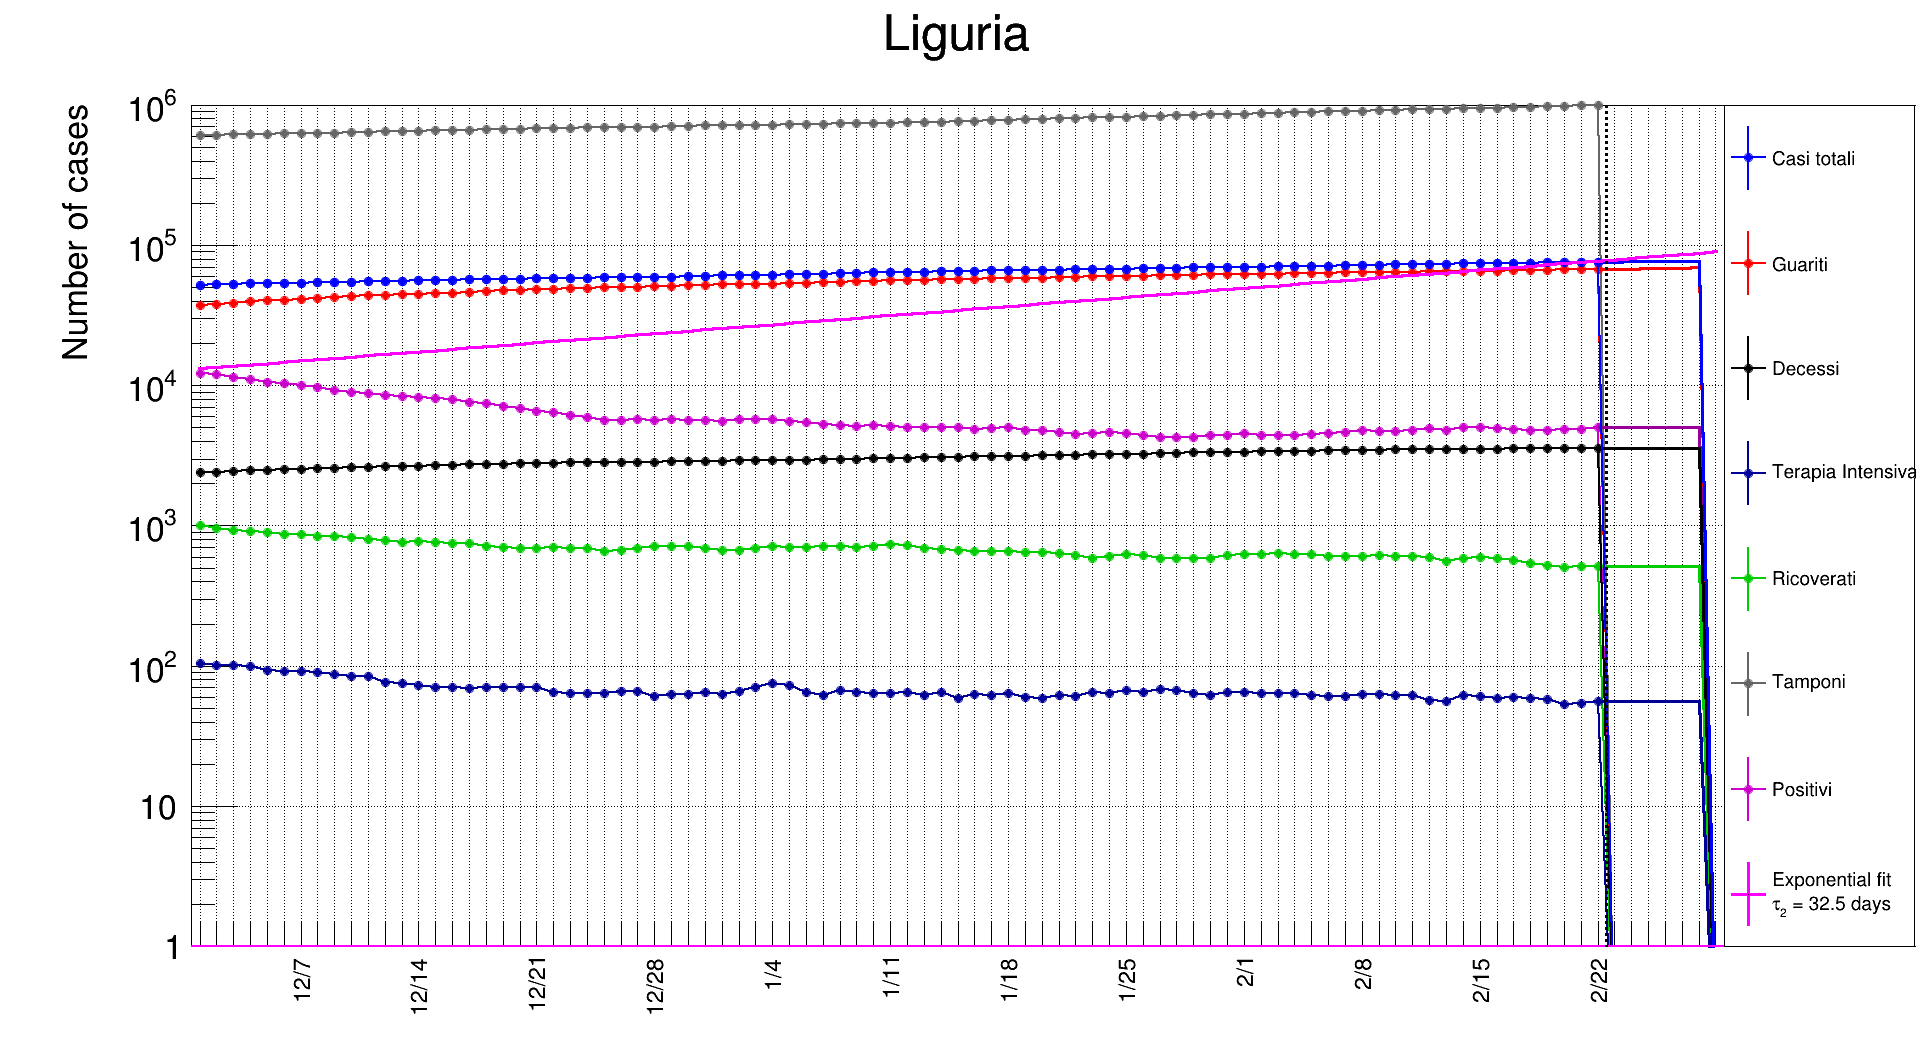 Liguria
Number of cases
10^6
10^5
10^4
10^3
10^2
10
1
12/7
12/14
12/21
12/28
1/4
1/11
1/18
1/25
2/1
2/8
2/15
2/22
Casi totali
Guariti
Decessi
Terapia Intensiva
Ricoverati
Tamponi
Positivi
Exponential fit
τ_2 = 32.5 days